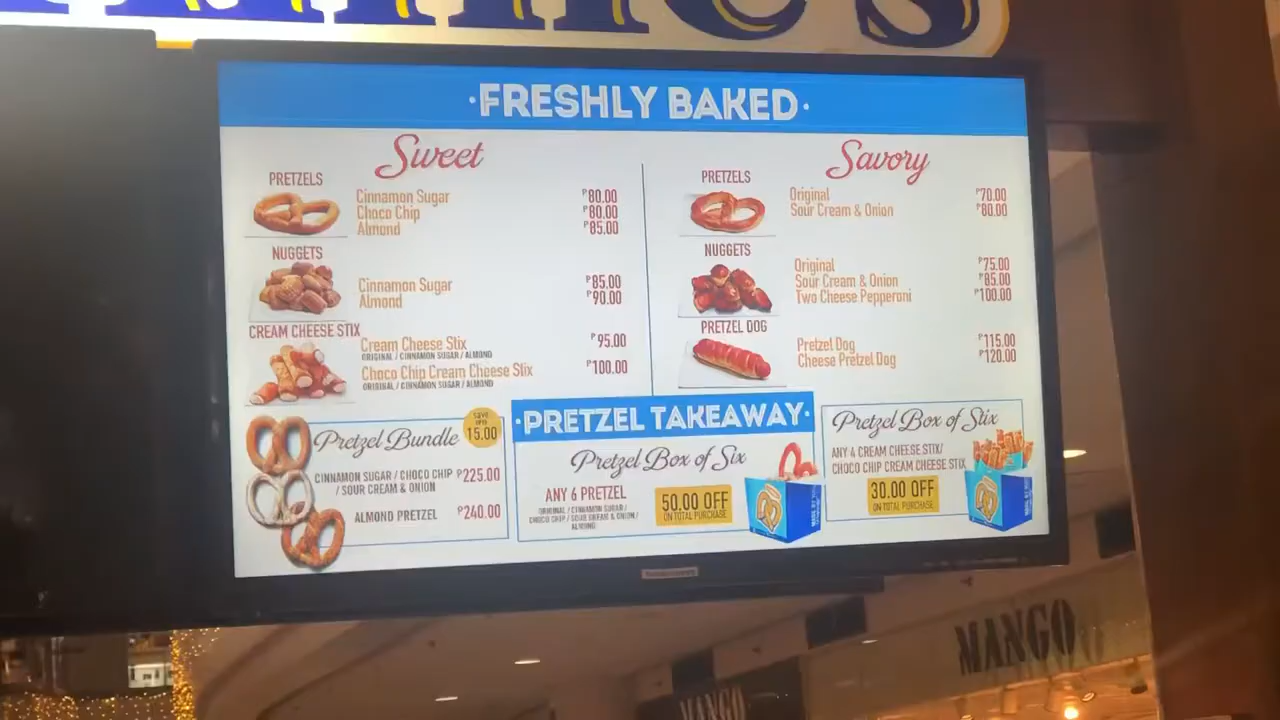 ·FRESHLY BAKED·
Sweet
PRETZELS
Cinnamon Sugar ₱80.00
Choco Chip ₱80.00
Almond ₱85.00
NUGGETS
Cinnamon Sugar ₱85.00
Almond ₱90.00
CREAM CHEESE STIX
Cream Cheese Stix ₱95.00
ORIGINAL / CINNAMON SUGAR / ALMOND
Choco Chip Cream Cheese Stix ₱100.00
ORIGINAL / CINNAMON SUGAR / ALMOND
Savory
PRETZELS
Original ₱70.00
Sour Cream & Onion ₱80.00
NUGGETS
Original ₱75.00
Sour Cream & Onion ₱85.00
Two Cheese Pepperoni ₱100.00
PRETZEL DOG
Pretzel Dog ₱115.00
Cheese Pretzel Dog ₱120.00
Pretzel Bundle
SAVE
UPTO
15.00
CINNAMON SUGAR / CHOCO CHIP ₱225.00
/ SOUR CREAM & ONION
ALMOND PRETZEL ₱240.00
·PRETZEL TAKEAWAY·
Pretzel Box of Six
ANY 6 PRETZEL
ORIGINAL / CINNAMON SUGAR /
CHOCO CHIP / SOUR CREAM & ONION /
ALMOND
50.00 OFF
ON TOTAL PURCHASE
Pretzel Box of Stix
ANY 4 CREAM CHEESE STIX/
CHOCO CHIP CREAM CHEESE STIX
30.00 OFF
ON TOTAL PURCHASE
MANGO
MANGO